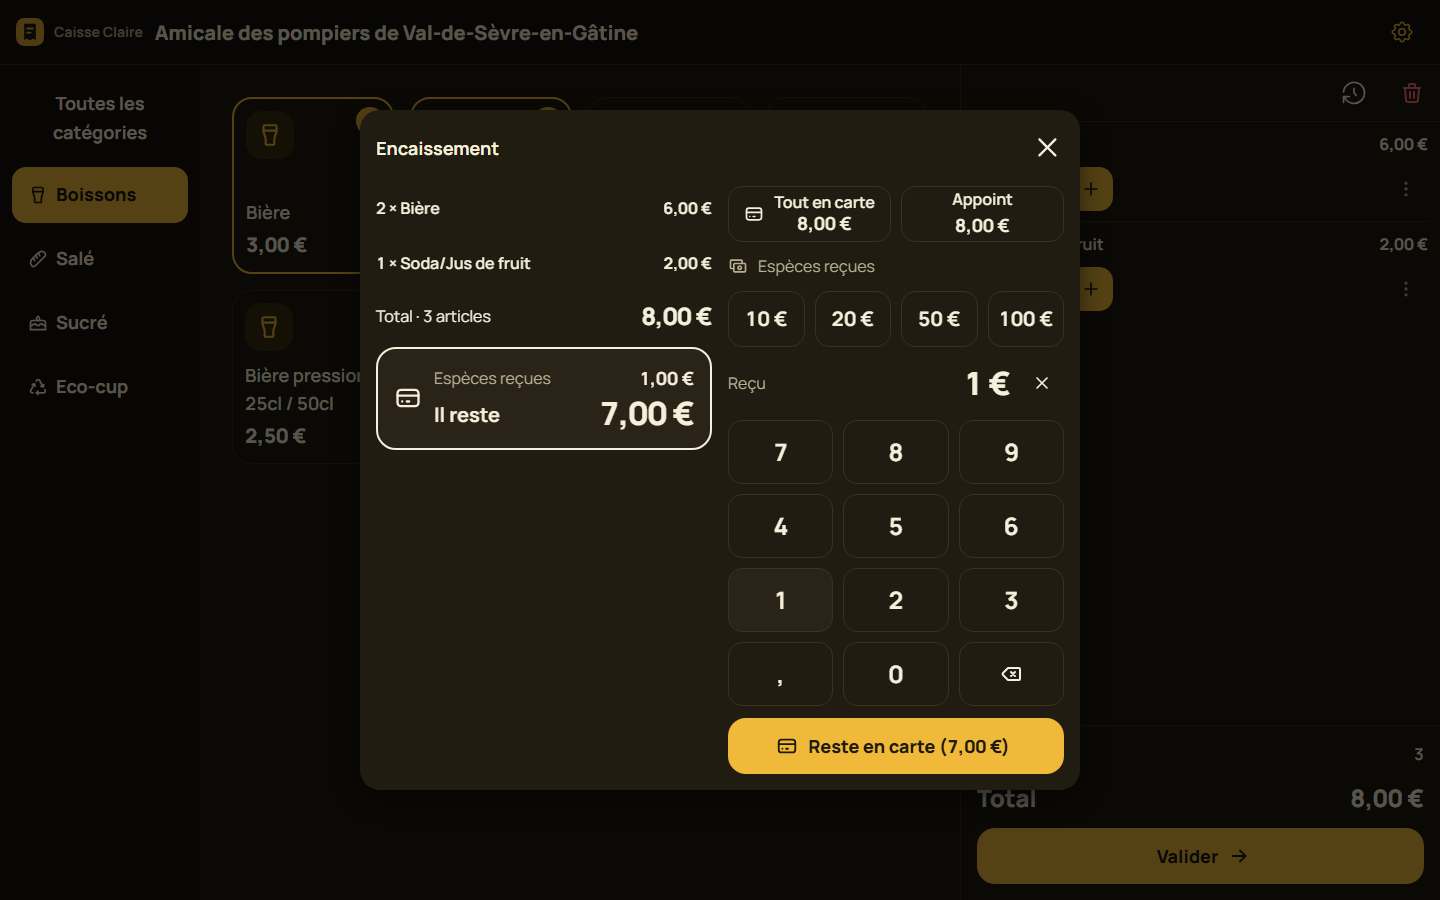 Caisse Claire Amicale des pompiers de Val-de-Sèvre-en-Gâtine
Toutes les
catégories
Boissons
Salé
Sucré
Eco-cup
Bière
3,00 €
Bière pression
25cl / 50cl
2,50 €
Encaissement
2 × Bière 6,00 €
1 × Soda/Jus de fruit 2,00 €
Total · 3 articles 8,00 €
Espèces reçues 1,00 €
Il reste 7,00 €
Tout en carte
8,00 €
Appoint
8,00 €
Espèces reçues
10 € 20 € 50 € 100 €
Reçu 1 €
7 8 9
4 5 6
1 2 3
, 0
Reste en carte (7,00 €)
6,00 €
+
ruit 2,00 €
+
3
Total 8,00 €
Valider